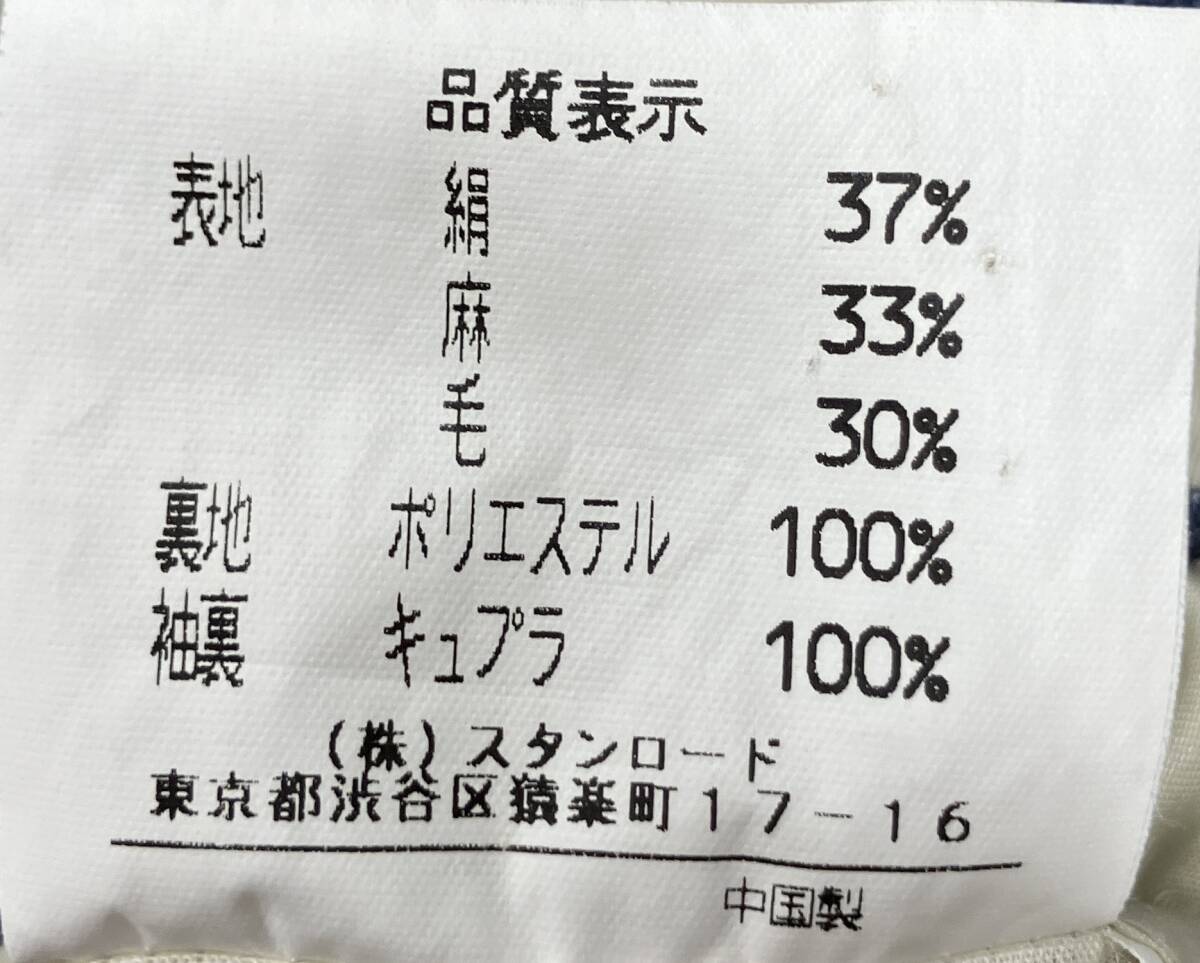 品質表示
表地 絹 37%
麻 33%
毛 30%
裏地 ポリエステル 100%
袖裏 キュプラ 100%
(株)スタンロード
東京都渋谷区猿楽町17-16
中国製